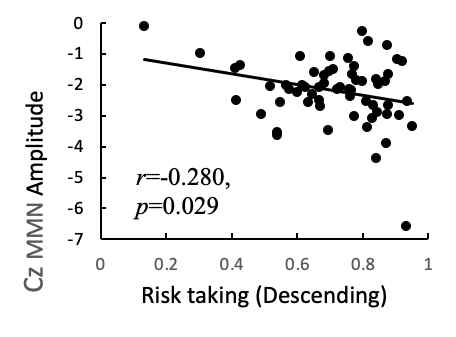 0
-1
-2
-3
-4
-5
-6
-7
Cz MMN Amplitude
r=-0.280,
p=0.029
0 0.2 0.4 0.6 0.8 1
Risk taking (Descending)